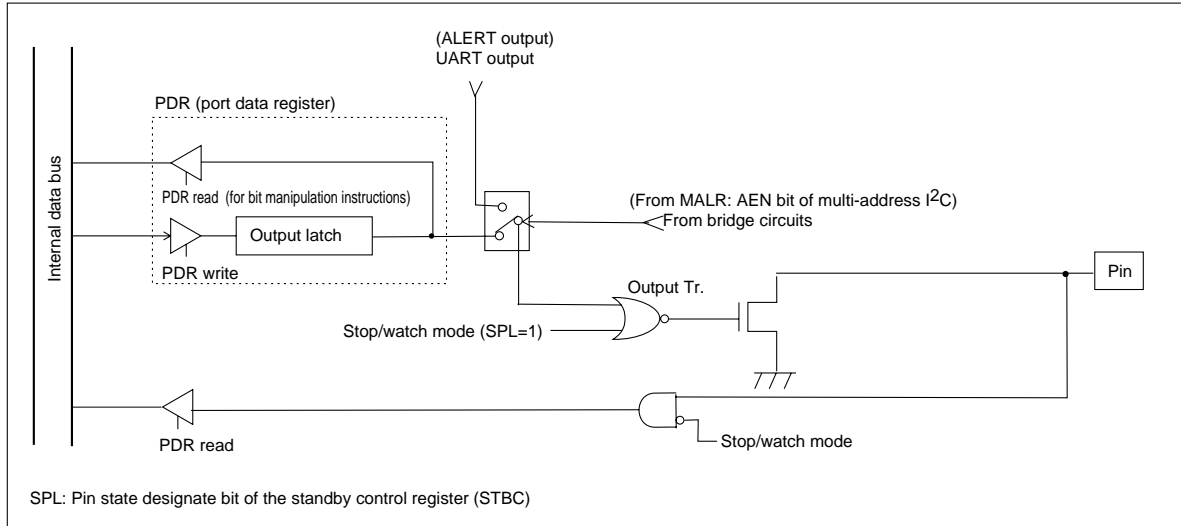 (ALERT output)
UART output
PDR (port data register)
Internal data bus
PDR read (for bit manipulation instructions)
(From MALR: AEN bit of multi-address I²C)
From bridge circuits
Output latch
PDR write
Pin
Output Tr.
Stop/watch mode (SPL=1)
PDR read
Stop/watch mode
SPL: Pin state designate bit of the standby control register (STBC)